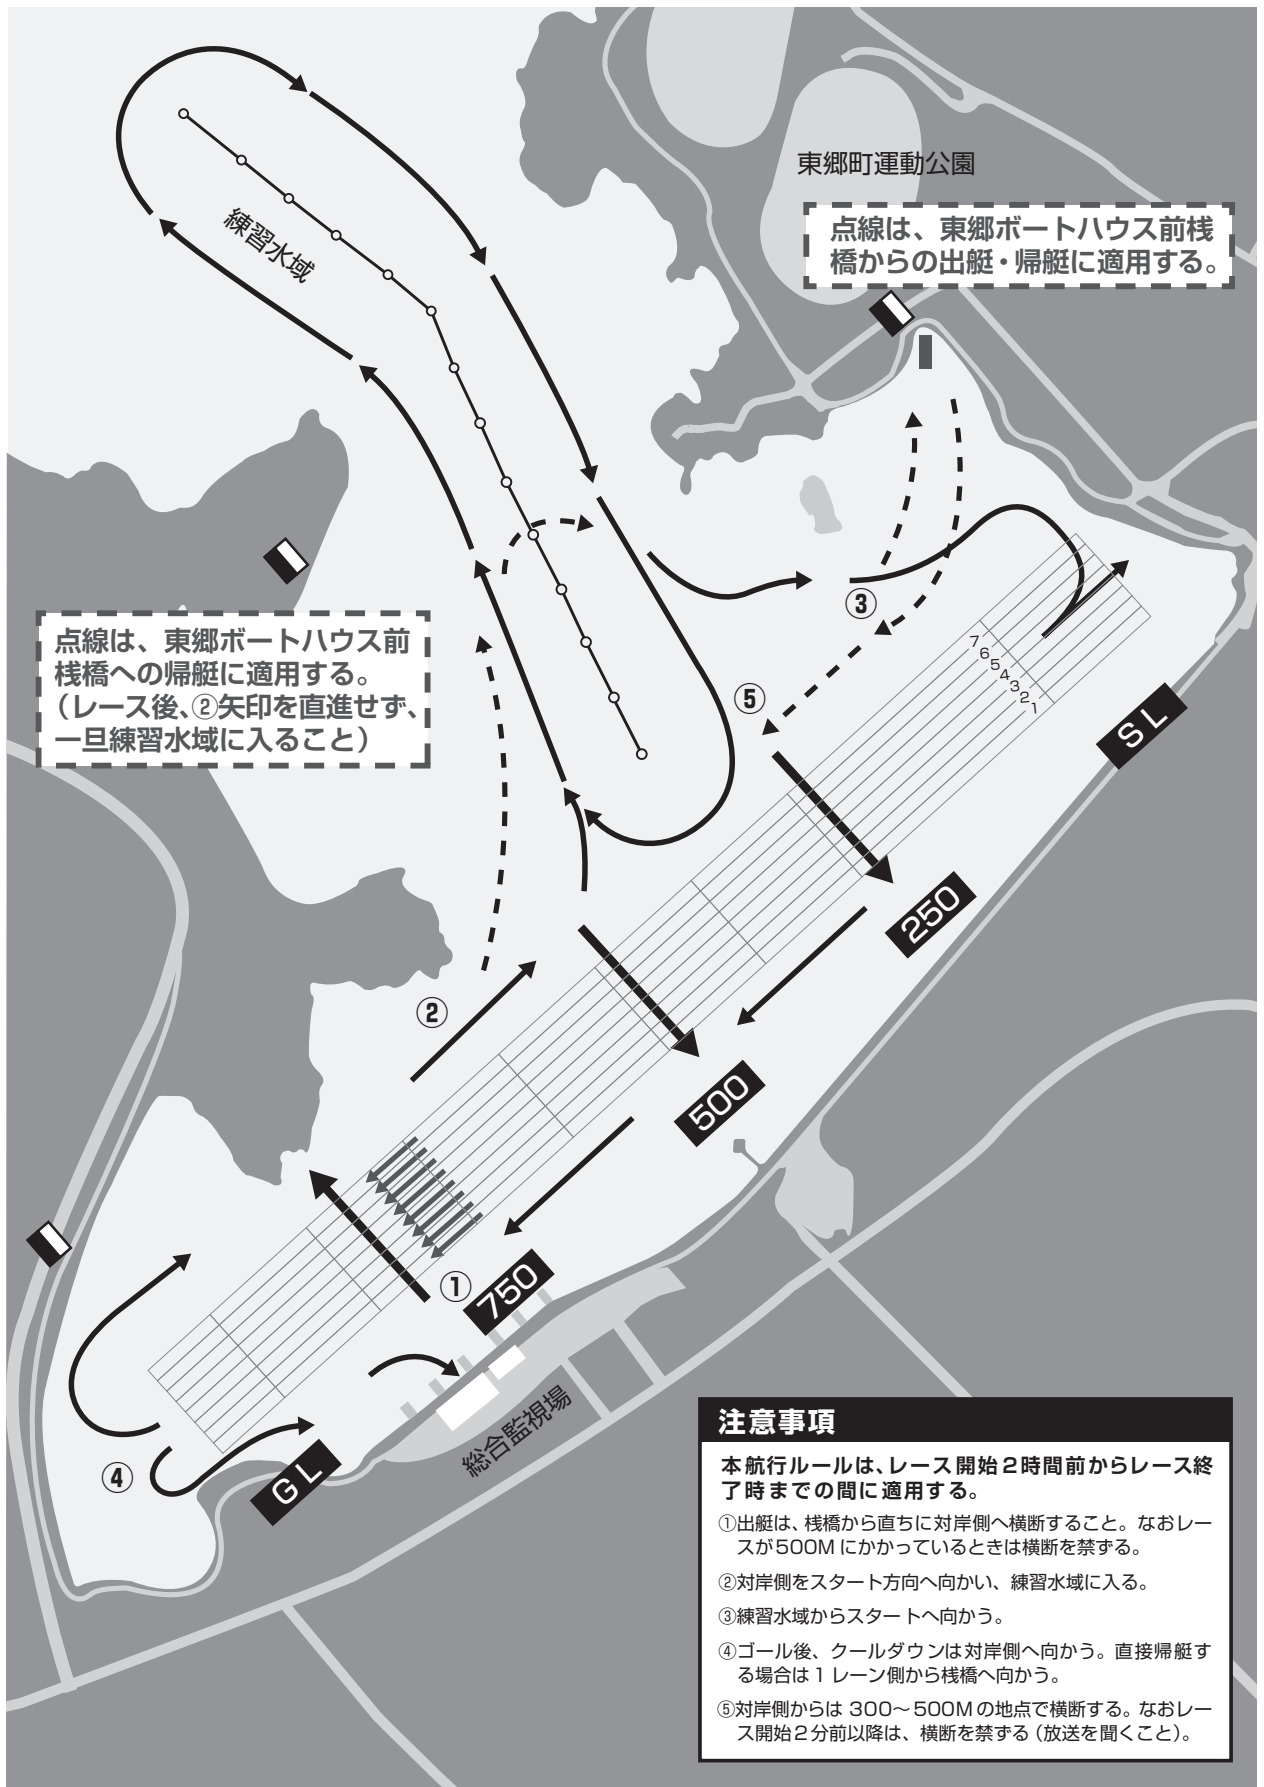 東郷町運動公園
点線は、東郷ボートハウス前桟
橋からの出艇・帰艇に適用する。
練習水域
点線は、東郷ボートハウス前
桟橋への帰艇に適用する。
（レース後、②矢印を直進せず、
一旦練習水域に入ること）
③
⑤
7
6
5
4
3
2
1
SL
250
②
500
①
750
総合監視場
④
GL
注意事項
本航行ルールは、レース開始２時間前からレース終
了時までの間に適用する。
①出艇は、桟橋から直ちに対岸側へ横断すること。なおレー
スが500Mにかかっているときは横断を禁ずる。
②対岸側をスタート方向へ向かい、練習水域に入る。
③練習水域からスタートへ向かう。
④ゴール後、クールダウンは対岸側へ向かう。直接帰艇す
る場合は１レーン側から桟橋へ向かう。
⑤対岸側からは 300～500Mの地点で横断する。なおレー
ス開始２分前以降は、横断を禁ずる（放送を聞くこと）。